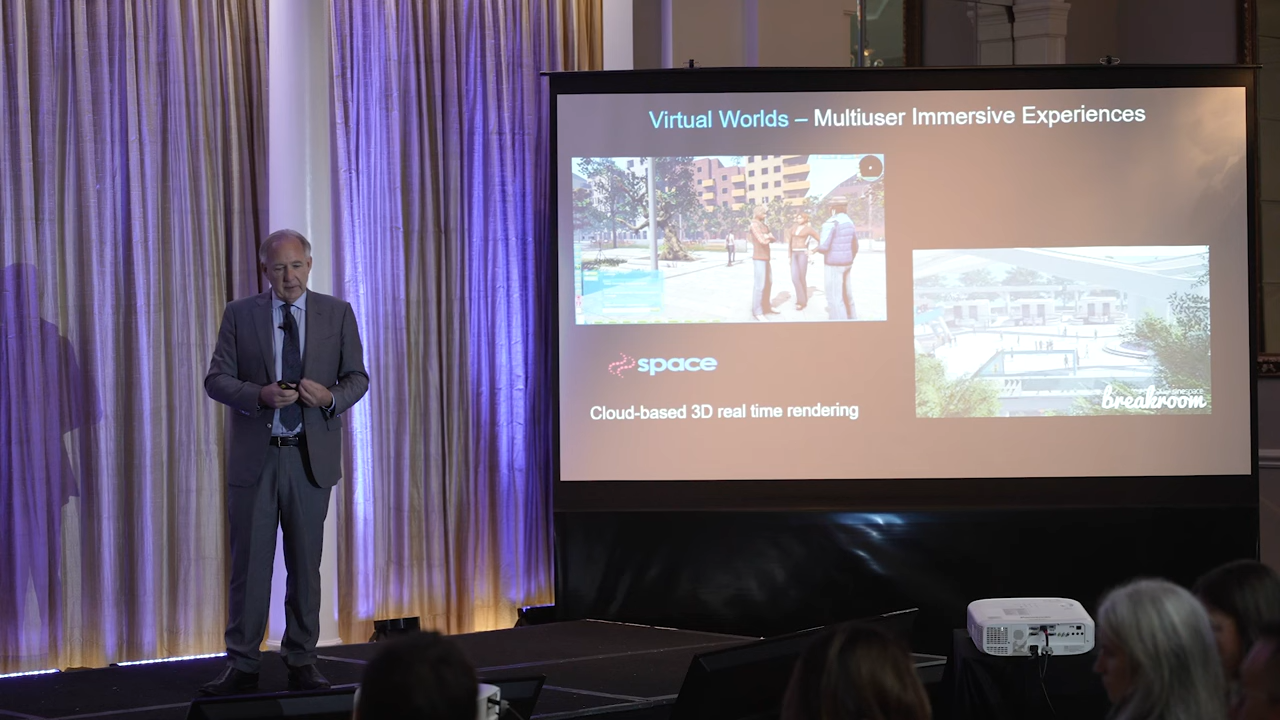 Virtual Worlds – Multiuser Immersive Experiences
space
Cloud-based 3D real time rendering
breakroom